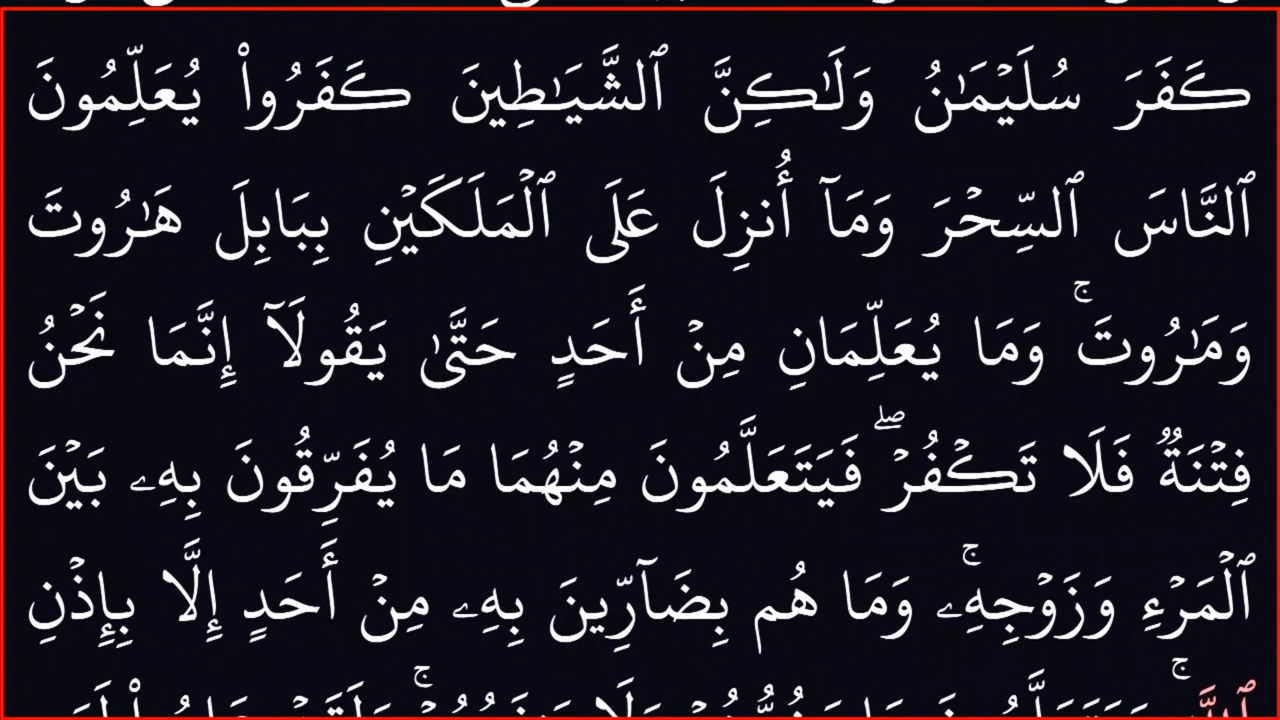 كَفَرَ سُلَيْمَٰنُ وَلَٰكِنَّ ٱلشَّيَٰطِينَ كَفَرُوا۟ يُعَلِّمُونَ
ٱلنَّاسَ ٱلسِّحْرَ وَمَآ أُنزِلَ عَلَى ٱلْمَلَكَيْنِ بِبَابِلَ هَٰرُوتَ
وَمَٰرُوتَ ۚ وَمَا يُعَلِّمَانِ مِنْ أَحَدٍ حَتَّىٰ يَقُولَآ إِنَّمَا نَحْنُ
فِتْنَةٌ فَلَا تَكْفُرْ ۖ فَيَتَعَلَّمُونَ مِنْهُمَا مَا يُفَرِّقُونَ بِهِۦ بَيْنَ
ٱلْمَرْءِ وَزَوْجِهِۦ ۚ وَمَا هُم بِضَآرِّينَ بِهِۦ مِنْ أَحَدٍ إِلَّا بِإِذْنِ